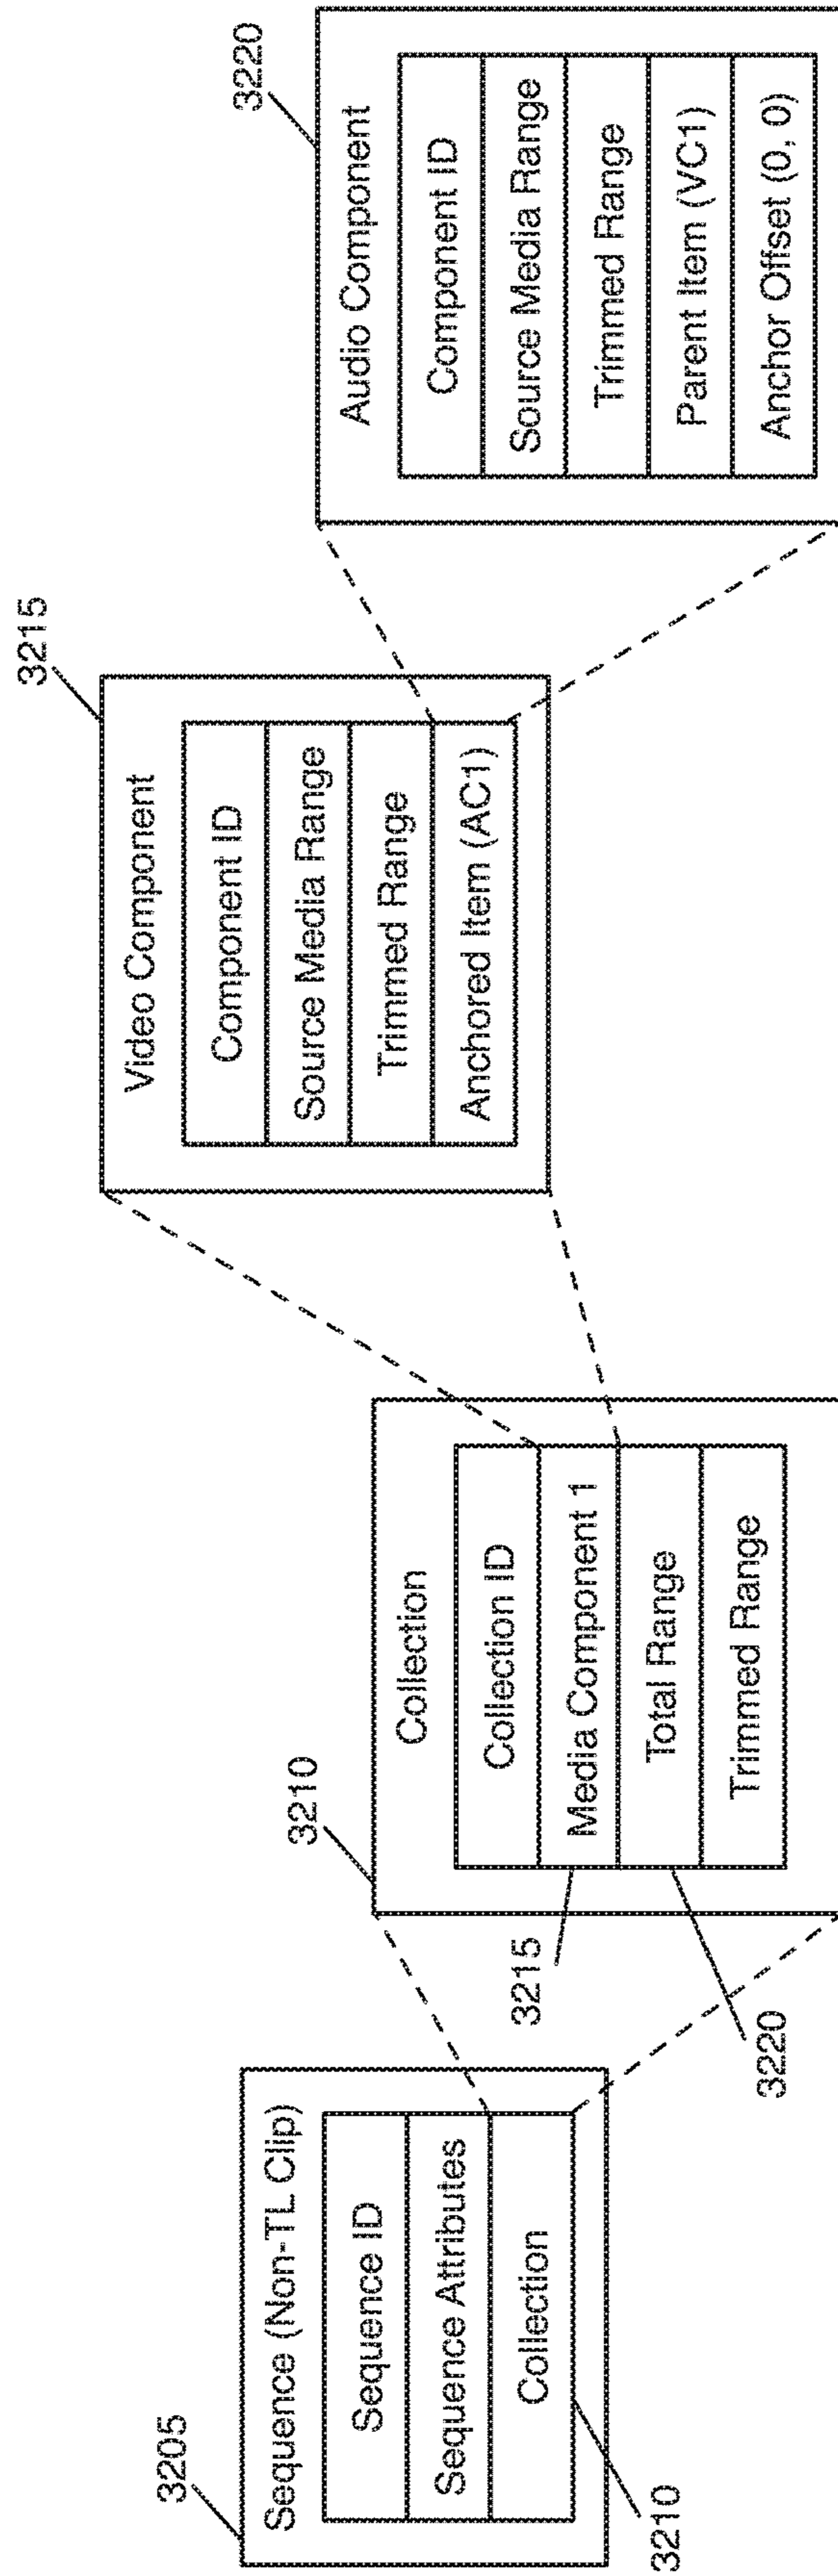 3205
Sequence (Non-TL Clip)
Sequence ID
Sequence Attributes
Collection
3210
3210
Collection
Collection ID
Media Component 1
Total Range
Trimmed Range
3215
3220
3215
Video Component
Component ID
Source Media Range
Trimmed Range
Anchored Item (AC1)
3220
Audio Component
Component ID
Source Media Range
Trimmed Range
Parent Item (VC1)
Anchor Offset (0, 0)